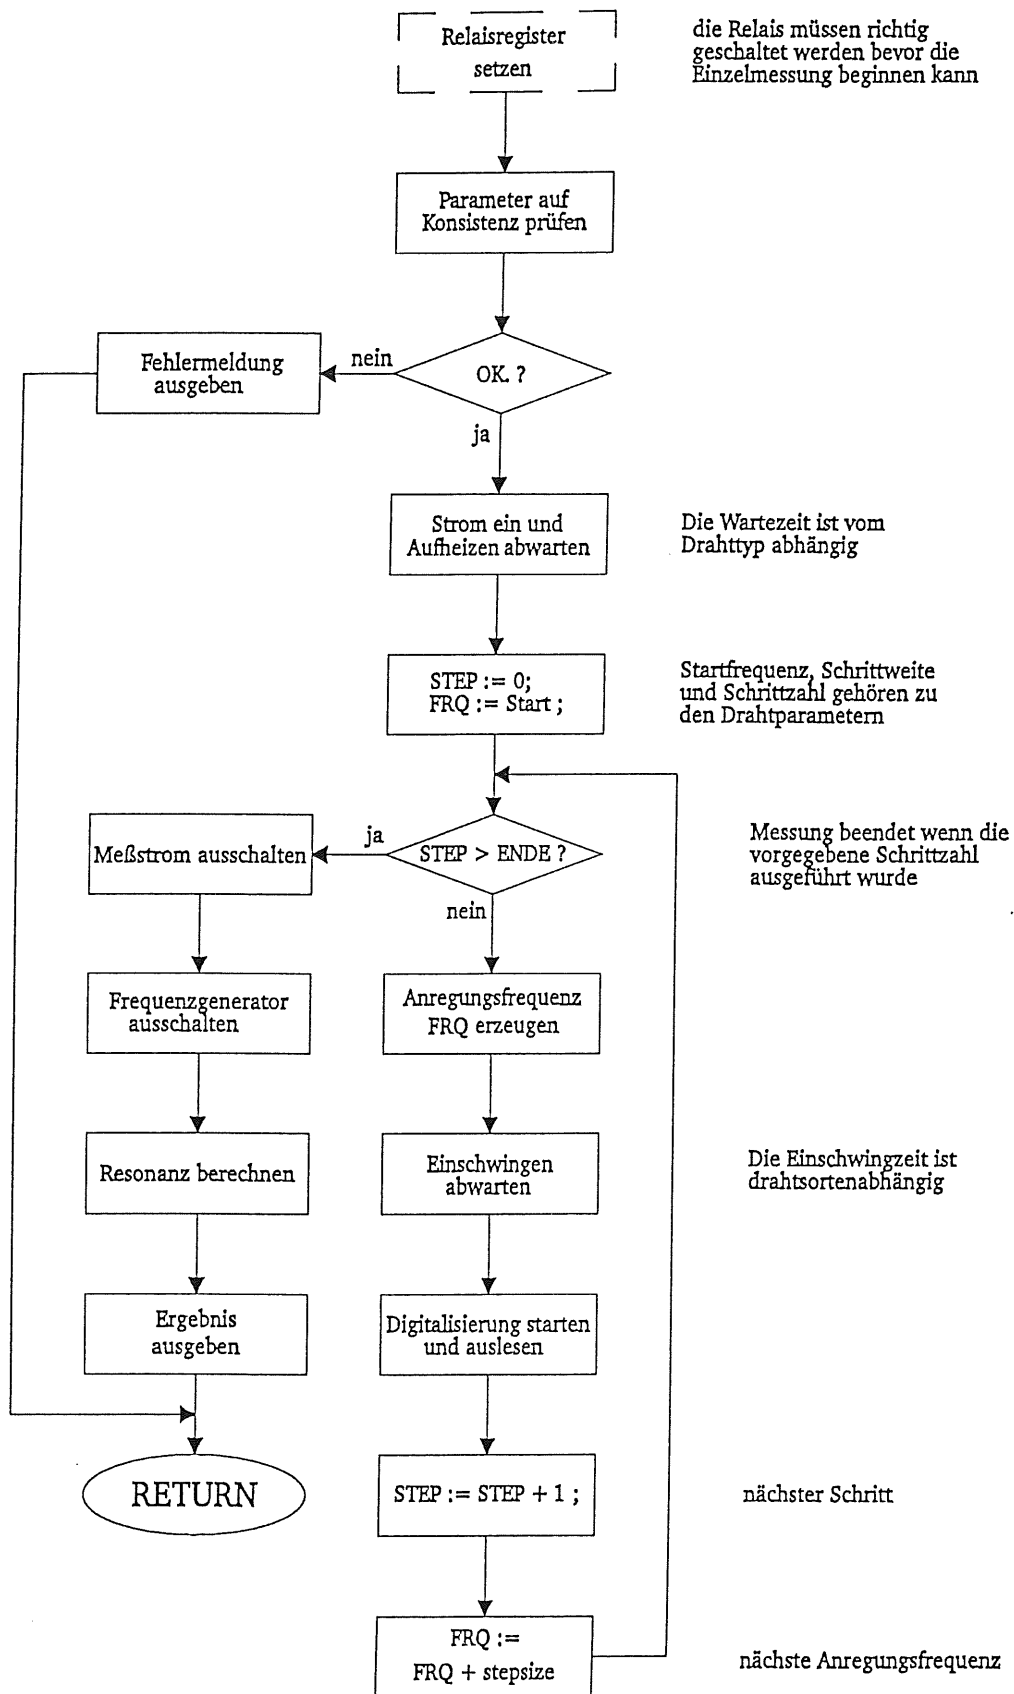 Relaisregister
setzen
die Relais müssen richtig
geschaltet werden bevor die
Einzelmessung beginnen kann
Parameter auf
Konsistenz prüfen
Fehlermeldung
ausgeben
nein
OK. ?
ja
Strom ein und
Aufheizen abwarten
Die Wartezeit ist vom
Drahttyp abhängig
STEP := 0;
FRQ := Start ;
Startfrequenz, Schrittweite
und Schrittzahl gehören zu
den Drahtparametern
Meßstrom ausschalten
ja
STEP > ENDE ?
nein
Messung beendet wenn die
vorgegebene Schrittzahl
ausgeführt wurde
Frequenzgenerator
ausschalten
Anregungsfrequenz
FRQ erzeugen
Resonanz berechnen
Einschwingen
abwarten
Die Einschwingzeit ist
drahtsortenabhängig
Ergebnis
ausgeben
Digitalisierung starten
und auslesen
RETURN
STEP := STEP + 1 ;
nächster Schritt
FRQ :=
FRQ + stepsize
nächste Anregungsfrequenz